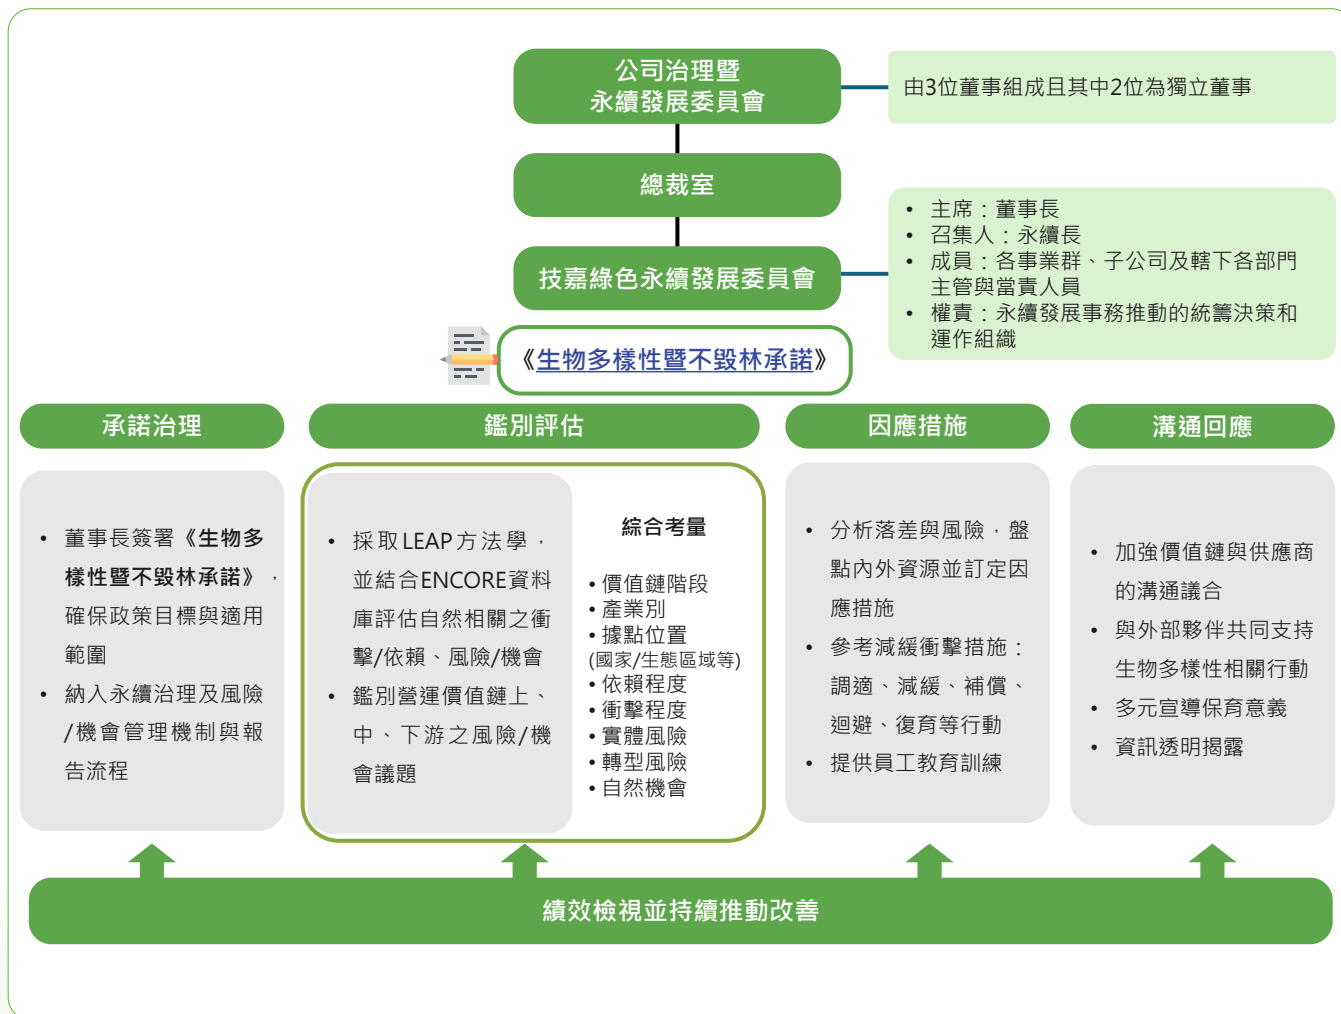 公司治理暨
永續發展委員會
由3位董事組成且其中2位為獨立董事
總裁室
技嘉綠色永續發展委員會
• 主席：董事長
• 召集人：永續長
• 成員：各事業群、子公司及轄下各部門
主管與當責人員
• 權責：永續發展事務推動的統籌決策和
運作組織
《生物多樣性暨不毀林承諾》
承諾治理
• 董事長簽署《生物多
樣性暨不毀林承諾》，
確保政策目標與適用
範圍
• 納入永續治理及風險
/機會管理機制與報
告流程
鑑別評估
• 採取LEAP方法學，
並結合ENCORE資料
庫評估自然相關之衝
擊/依賴、風險/機會
• 鑑別營運價值鏈上、
中、下游之風險/機
會議題
綜合考量
• 價值鏈階段
• 產業別
• 據點位置
(國家/生態區域等)
• 依賴程度
• 衝擊程度
• 實體風險
• 轉型風險
• 自然機會
因應措施
• 分析落差與風險，盤
點內外資源並訂定因
應措施
• 參考減緩衝擊措施：
調適、減緩、補償、
迴避、復育等行動
• 提供員工教育訓練
溝通回應
• 加強價值鏈與供應商
的溝通議合
• 與外部夥伴共同支持
生物多樣性相關行動
• 多元宣導保育意義
• 資訊透明揭露
績效檢視並持續推動改善